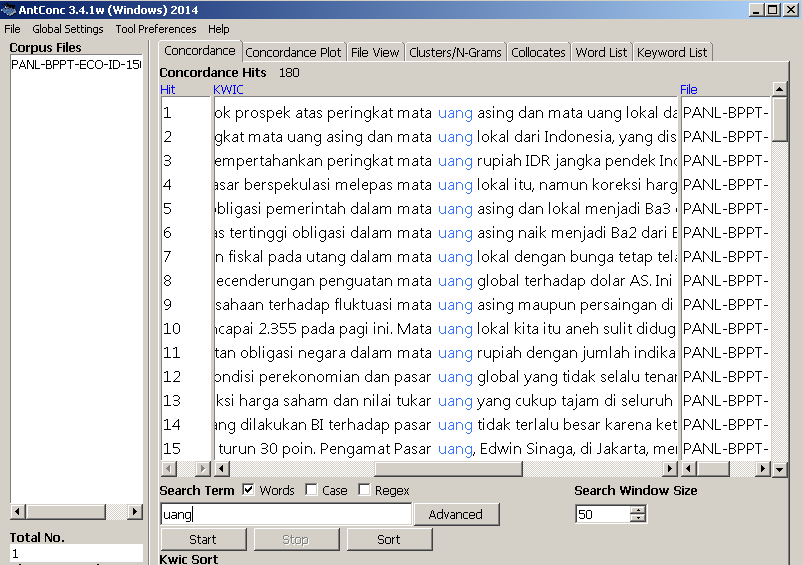 AntConc 3.4.1w (Windows) 2014
File Global Settings Tool Preferences Help
Corpus Files
PANL-BPPT-ECO-ID-150
Concordance Concordance Plot File View Clusters/N-Grams Collocates Word List Keyword List
Concordance Hits 180
Hit KWIC File
1 ok prospek atas peringkat mata uang asing dan mata uang lokal da PANL-BPPT-
2 gkat mata uang asing dan mata uang lokal dari Indonesia, yang dis PANL-BPPT-
3 empertahankan peringkat mata uang rupiah IDR jangka pendek Ind PANL-BPPT-
4 asar berspekulasi melepas mata uang lokal itu, namun koreksi harg PANL-BPPT-
5 obligasi pemerintah dalam mata uang asing dan lokal menjadi Ba3 PANL-BPPT-
6 as tertinggi obligasi dalam mata uang asing naik menjadi Ba2 dari B PANL-BPPT-
7 n fiskal pada utang dalam mata uang lokal dengan bunga tetap tela PANL-BPPT-
8 ecenderungan penguatan mata uang global terhadap dolar AS. Ini PANL-BPPT-
9 sahaan terhadap fluktuasi mata uang asing maupun persaingan di PANL-BPPT-
10 ncapai 2.355 pada pagi ini. Mata uang lokal kita itu aneh sulit didug PANL-BPPT-
11 tan obligasi negara dalam mata uang rupiah dengan jumlah indika PANL-BPPT-
12 ondisi perekonomian dan pasar uang global yang tidak selalu tenan PANL-BPPT-
13 ksi harga saham dan nilai tukar uang yang cukup tajam di seluruh PANL-BPPT-
14 ang dilakukan BI terhadap pasar uang tidak terlalu besar karena ket PANL-BPPT-
15 turun 30 poin. Pengamat Pasar uang, Edwin Sinaga, di Jakarta, me PANL-BPPT-
Search Term Words Case Regex Search Window Size
uang Advanced 50
Start Stop Sort
Total No.
1
Kwic Sort